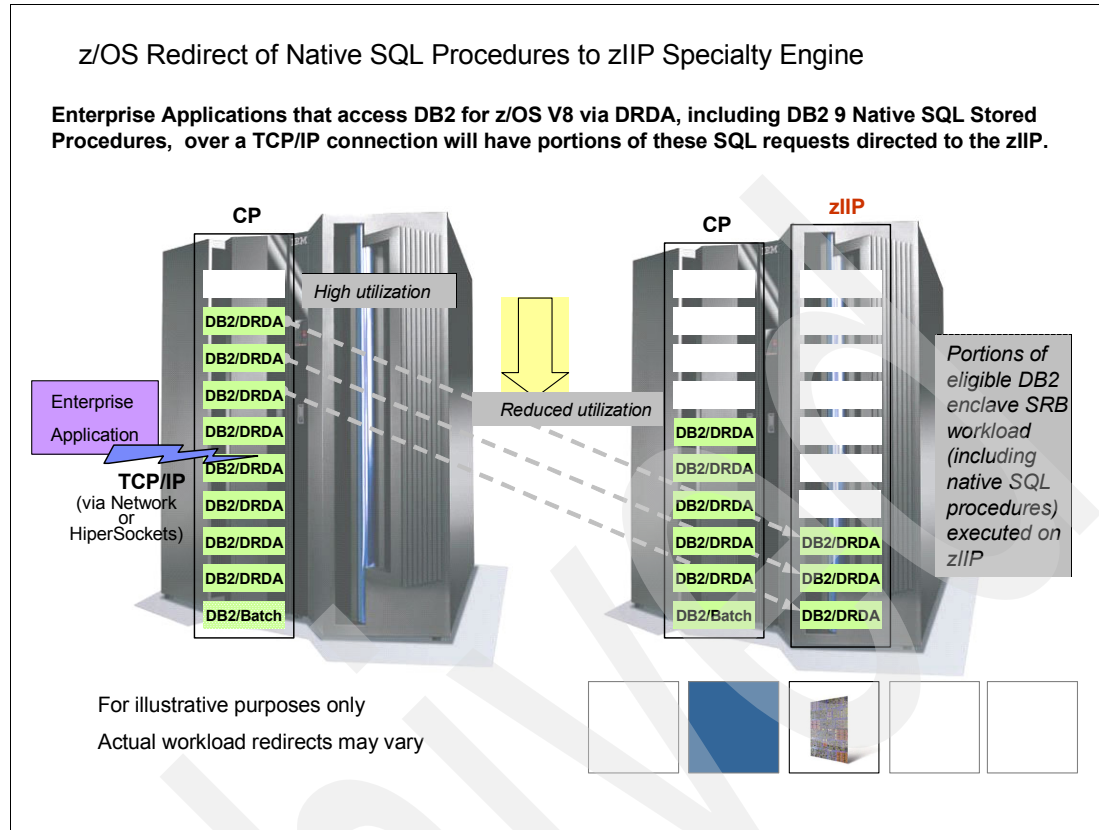 z/OS Redirect of Native SQL Procedures to zIIP Specialty Engine
Enterprise Applications that access DB2 for z/OS V8 via DRDA, including DB2 9 Native SQL Stored
Procedures, over a TCP/IP connection will have portions of these SQL requests directed to the zIIP.
CP
High utilization
DB2/DRDA
DB2/DRDA
DB2/DRDA
DB2/DRDA
DB2/DRDA
DB2/DRDA
DB2/DRDA
DB2/DRDA
DB2/Batch
Enterprise
Application
TCP/IP
(via Network
or
HiperSockets)
IBM
Reduced utilization
CP
DB2/DRDA
DB2/DRDA
DB2/DRDA
DB2/DRDA
DB2/DRDA
DB2/Batch
zIIP
DB2/DRDA
DB2/DRDA
DB2/DRDA
Portions of
eligible DB2
enclave SRB
workload
(including
native SQL
procedures)
executed on
zIIP
For illustrative purposes only
Actual workload redirects may vary